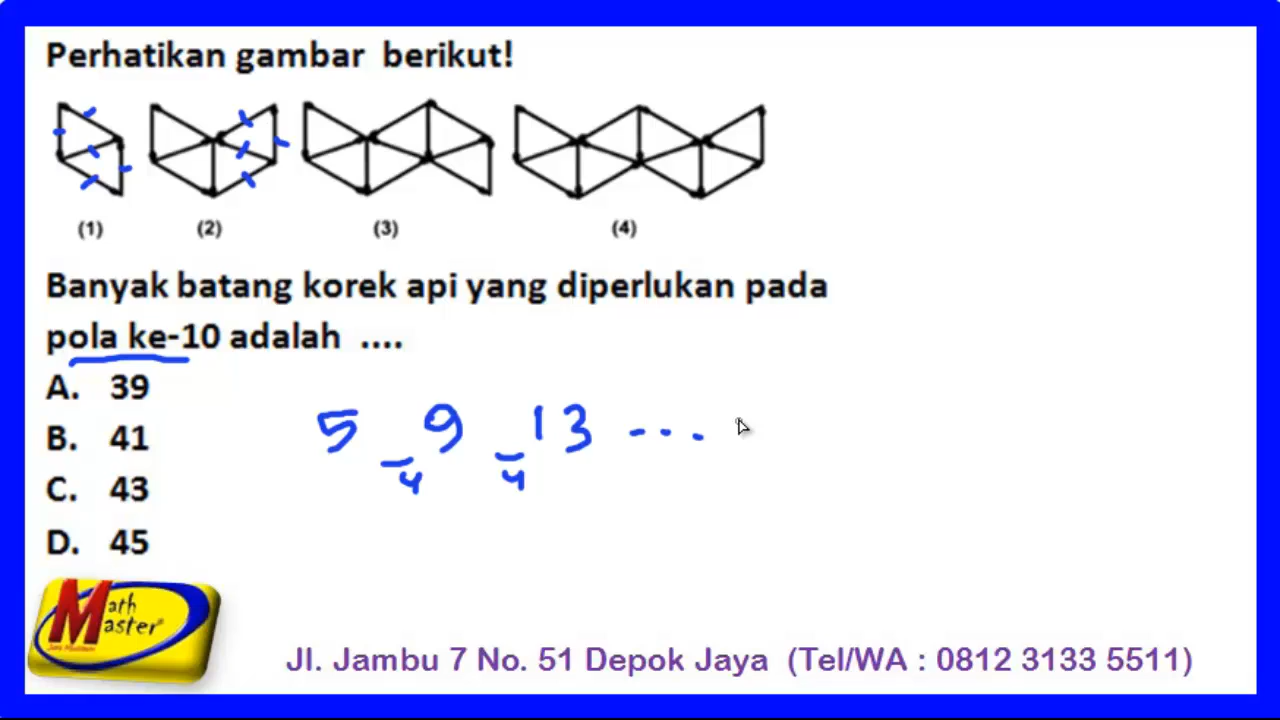 Perhatikan gambar berikut!
(1) (2) (3) (4)
Banyak batang korek api yang diperlukan pada
pola ke-10 adalah ....
A. 39
B. 41
C. 43
D. 45
5 9 13 ...
4 4
Math
Master
Jl. Jambu 7 No. 51 Depok Jaya (Tel/WA : 0812 3133 5511)